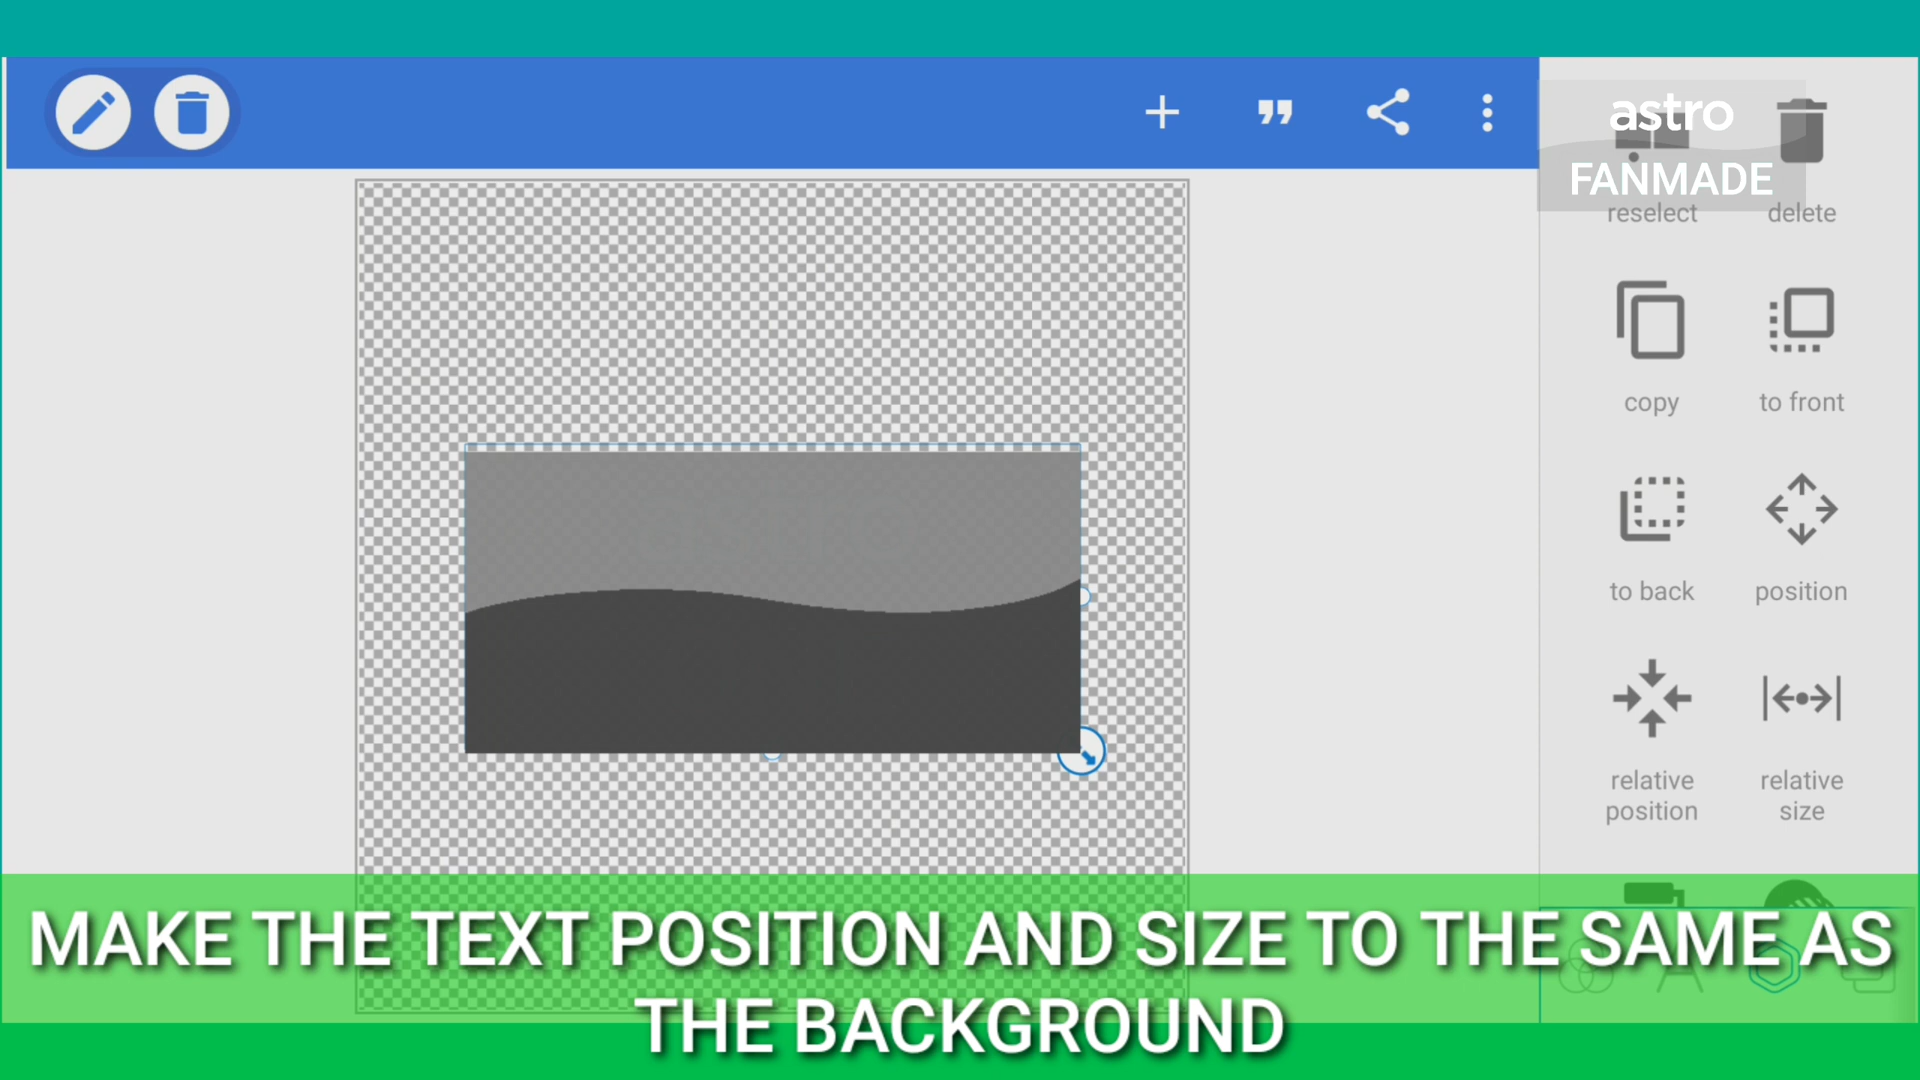 astro
FANMADE
reselect
delete
copy
to front
to back
position
relative
position
relative
size
MAKE THE TEXT POSITION AND SIZE TO THE SAME AS
THE BACKGROUND